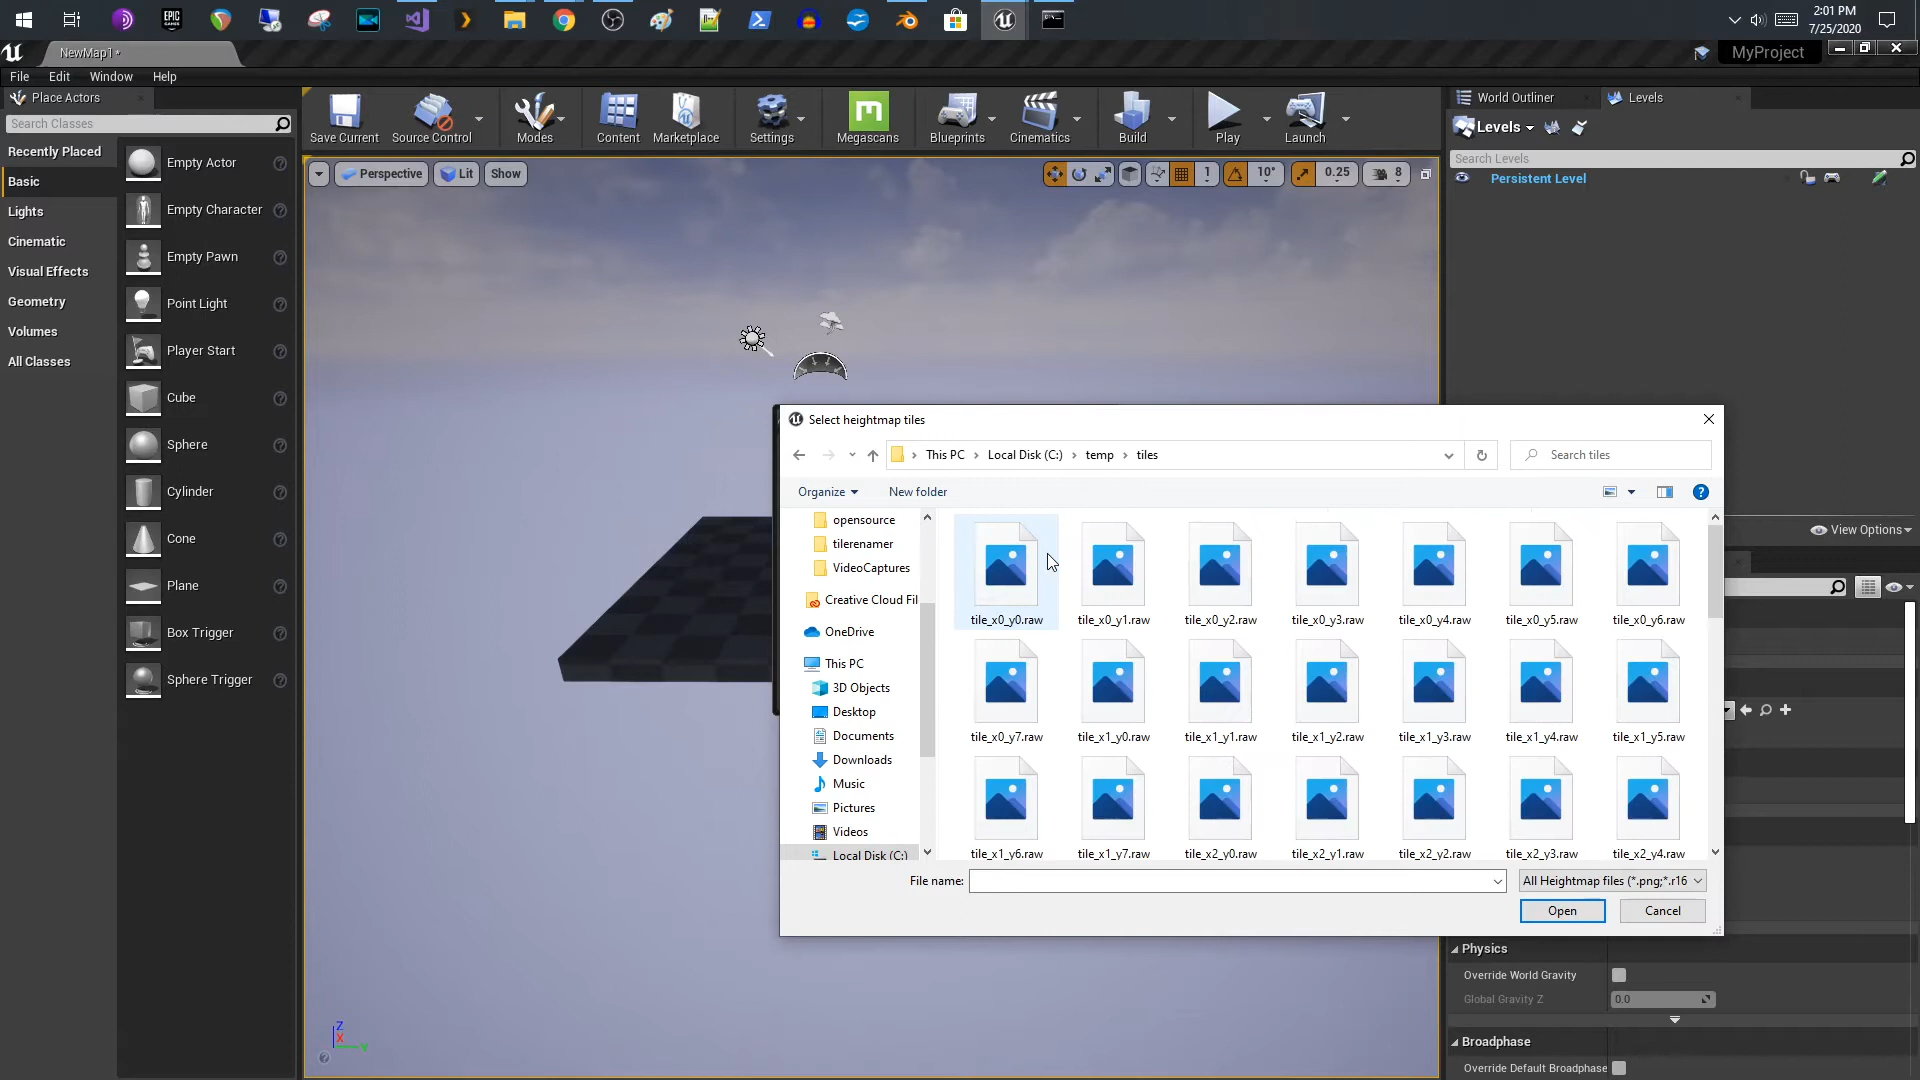 EPIC GAMES
2:01 PM
7/25/2020
NewMap1*
MyProject
File Edit Window Help
Place Actors
Search Classes
Recently Placed
Basic
Lights
Cinematic
Visual Effects
Geometry
Volumes
All Classes
Empty Actor
Empty Character
Empty Pawn
Point Light
Player Start
Cube
Sphere
Cylinder
Cone
Plane
Box Trigger
Sphere Trigger
Save Current Source Control Modes Content Marketplace Settings Megascans Blueprints Cinematics Build Play Launch
Perspective Lit Show
1 10° 0.25 8
World Outliner Levels
Levels
Search Levels
Persistent Level
View Options
Select heightmap tiles
This PC › Local Disk (C:) › temp › tiles
Search tiles
Organize New folder
opensource
tilerenamer
VideoCaptures
Creative Cloud Fil
OneDrive
This PC
3D Objects
Desktop
Documents
Downloads
Music
Pictures
Videos
Local Disk (C:)
tile_x0_y0.raw tile_x0_y1.raw tile_x0_y2.raw tile_x0_y3.raw tile_x0_y4.raw tile_x0_y5.raw tile_x0_y6.raw
tile_x0_y7.raw tile_x1_y0.raw tile_x1_y1.raw tile_x1_y2.raw tile_x1_y3.raw tile_x1_y4.raw tile_x1_y5.raw
tile_x1_y6.raw tile_x1_y7.raw tile_x2_y0.raw tile_x2_y1.raw tile_x2_y2.raw tile_x2_y3.raw tile_x2_y4.raw
File name:
All Heightmap files (*.png;*.r16
Open Cancel
Physics
Override World Gravity
Global Gravity Z 0.0
Broadphase
Override Default Broadphase
Z
X
Y